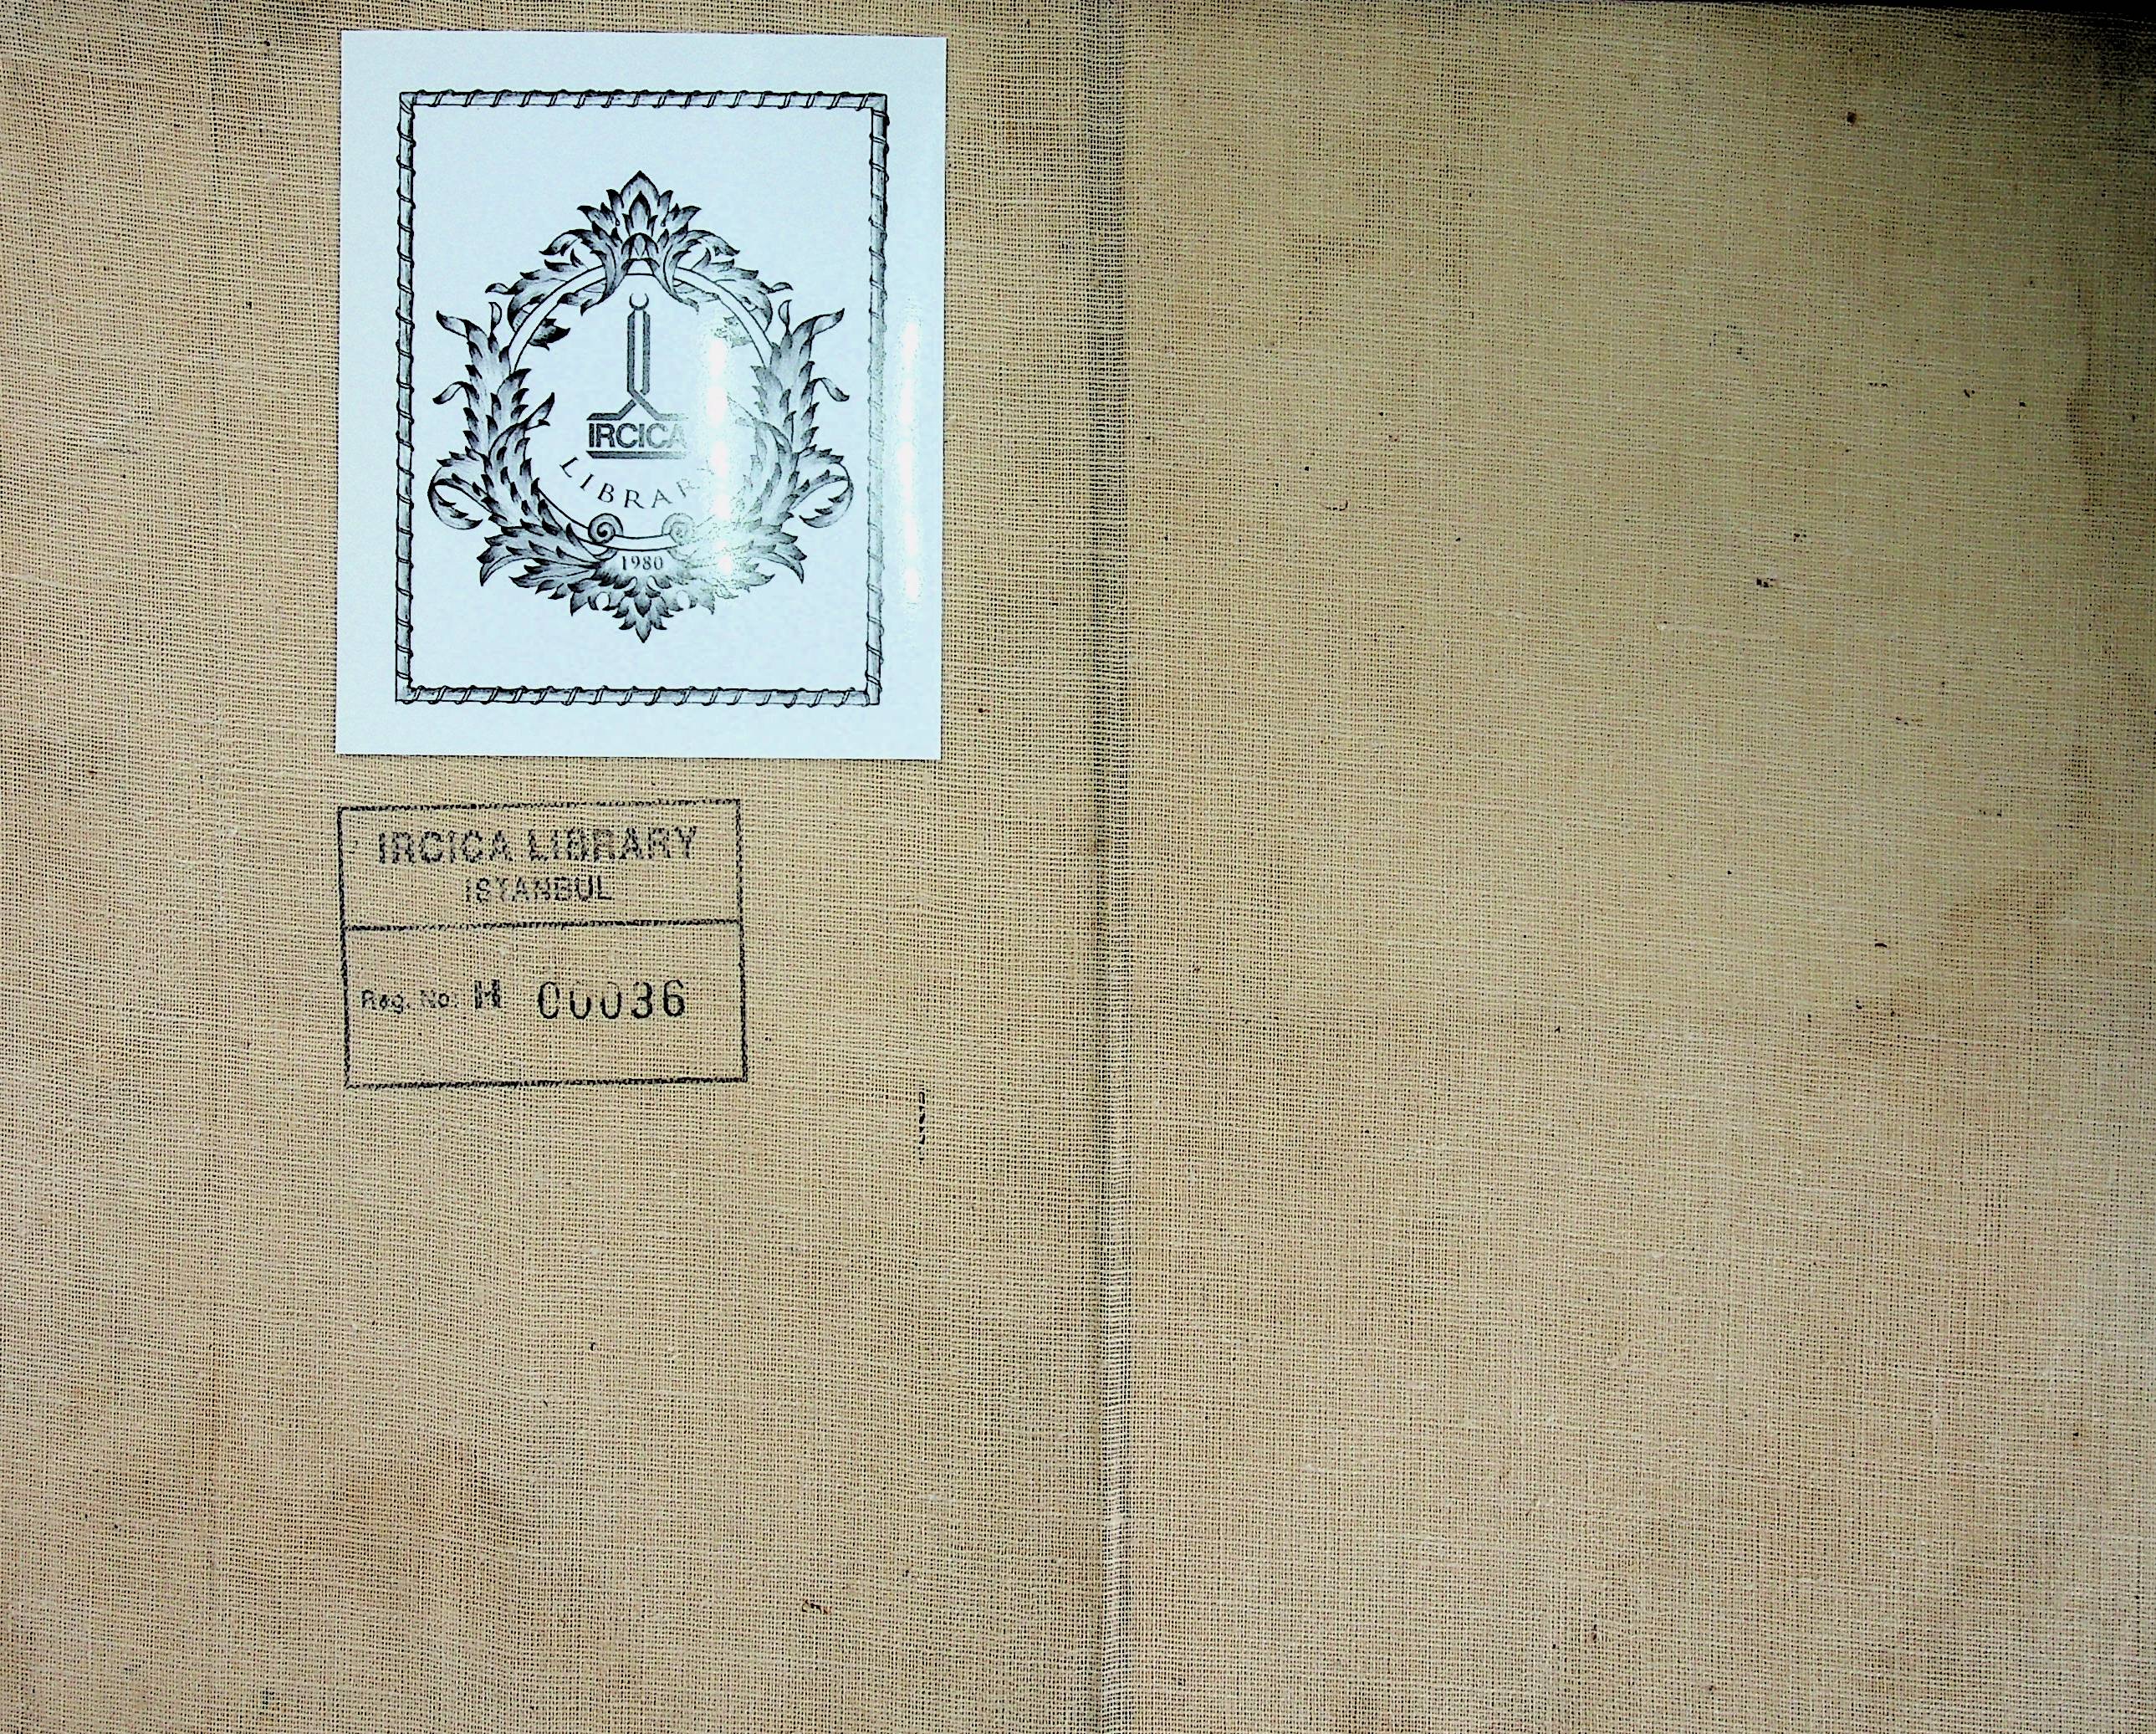 IRCICA
LIBRARY
1980
IRCICA LIBRARY
ISTANBUL
Reg. No: H 00036